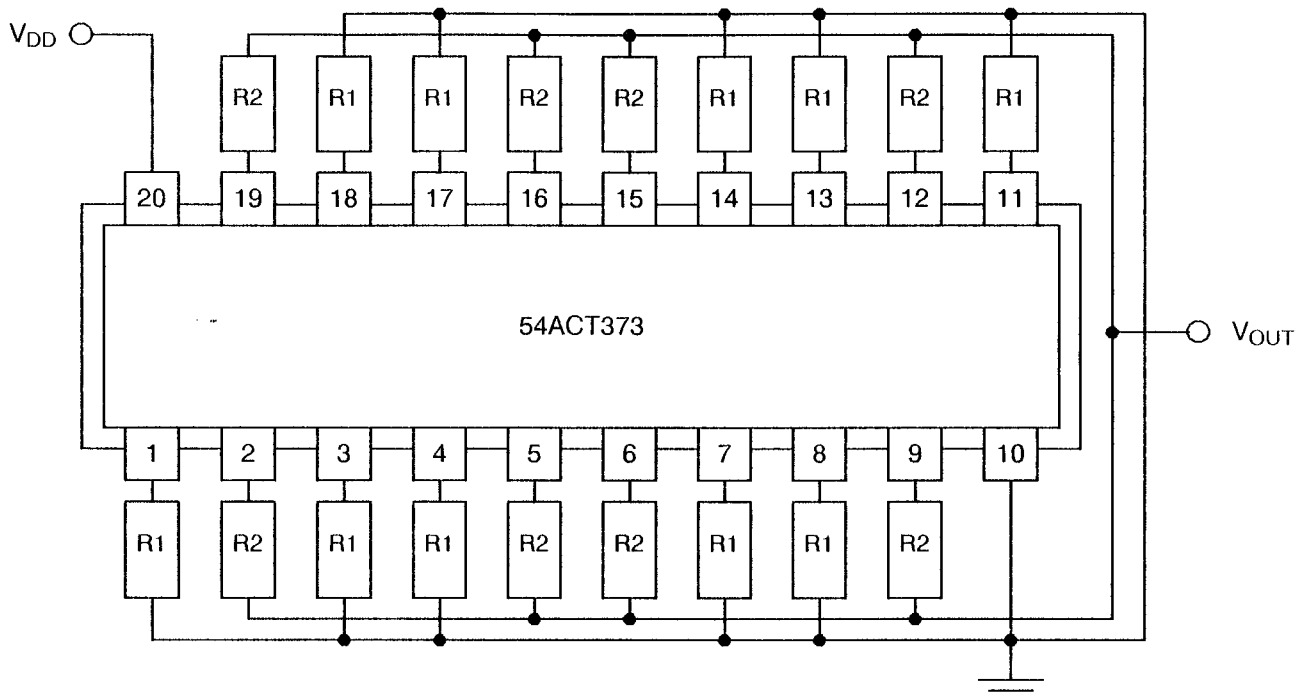 V_DD
R2 R1 R1 R2 R2 R1 R1 R2 R1
20 19 18 17 16 15 14 13 12 11
54ACT373
V_OUT
1 2 3 4 5 6 7 8 9 10
R1 R2 R1 R1 R2 R2 R1 R1 R2